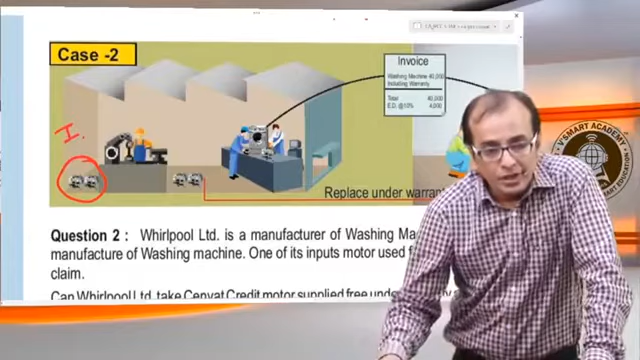 Case -2
Invoice
Washing Machine 40,000
Including Warranty
Total 40,000
E.D. @10% 4,000
I.
V'SMART ACADEMY
Replace under warrant
Question 2 : Whirlpool Ltd. is a manufacturer of Washing Ma
manufacture of Washing machine. One of its inputs motor used f
claim.
Can Whirlpool Ltd. take Cenvat Credit motor supplied free unde